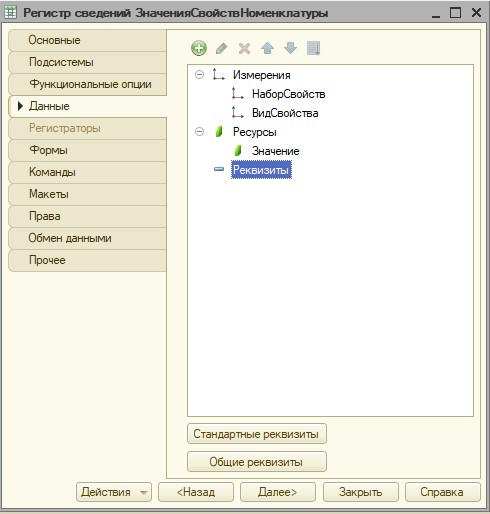 Регистр сведений ЗначенияСвойствНоменклатуры
Основные
Подсистемы
Функциональные опции
Данные
Регистраторы
Формы
Команды
Макеты
Права
Обмен данными
Прочее
Измерения
НаборСвойств
ВидСвойства
Ресурсы
Значение
Реквизиты
Стандартные реквизиты
Общие реквизиты
Действия
<Назад
Далее>
Закрыть
Справка